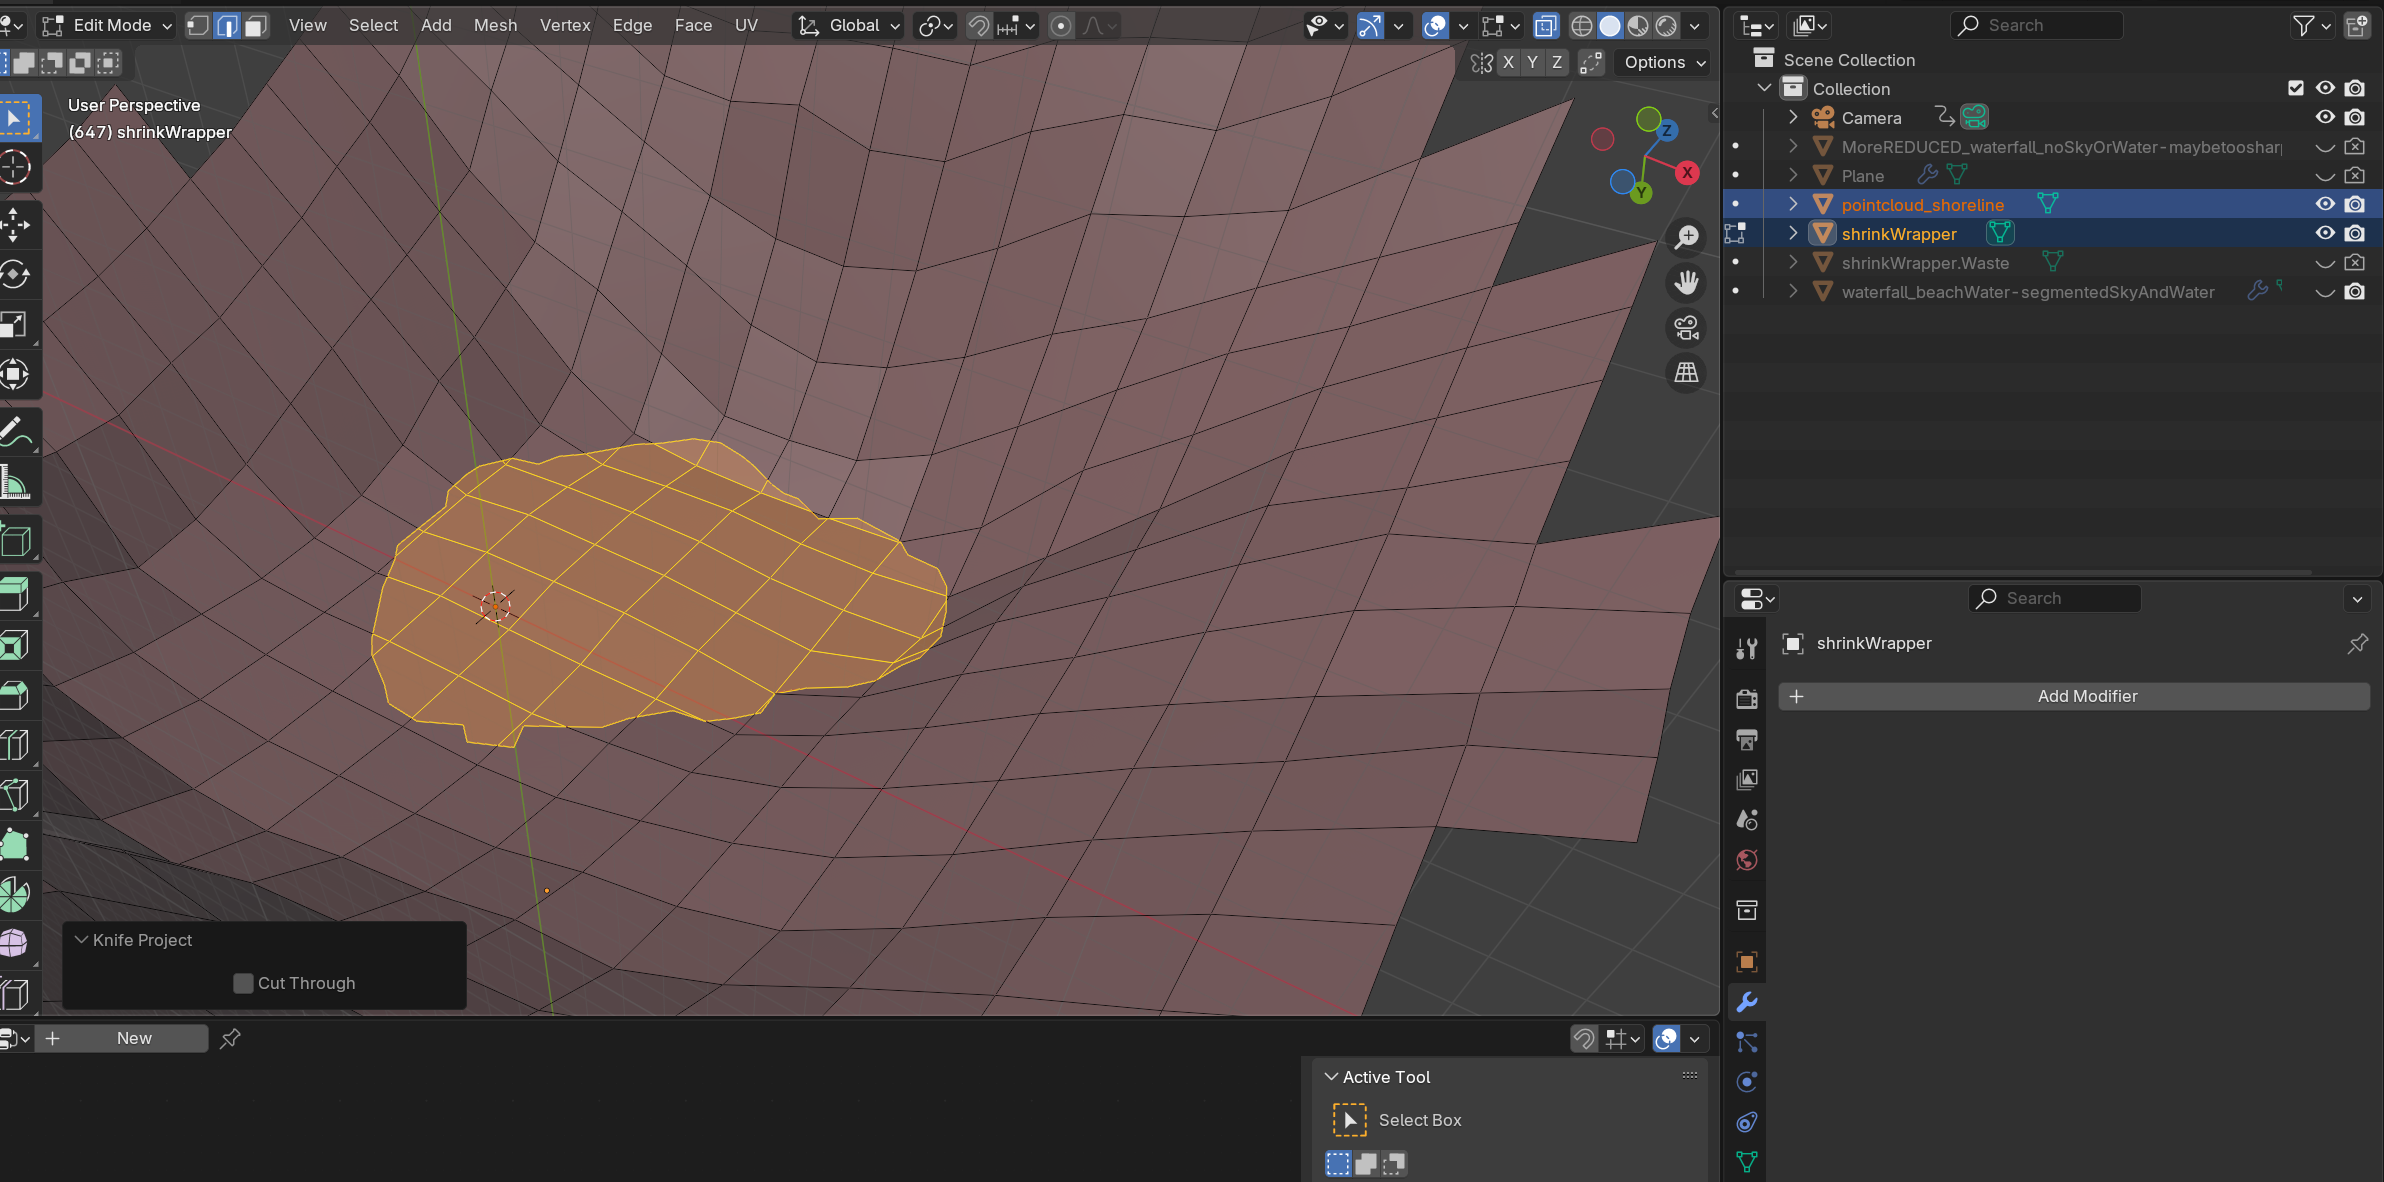 Edit Mode View Select Add Mesh Vertex Edge Face UV Global
X Y Z Options
User Perspective
(647) shrinkWrapper
Z
X
Y
Knife Project
Cut Through
New
Active Tool
Select Box
Search
Scene Collection
Collection
Camera
MoreREDUCED_waterfall_noSkyOrWater-maybetooshar
Plane
pointcloud_shoreline
shrinkWrapper
shrinkWrapper.Waste
waterfall_beachWater-segmentedSkyAndWater
Search
shrinkWrapper
Add Modifier